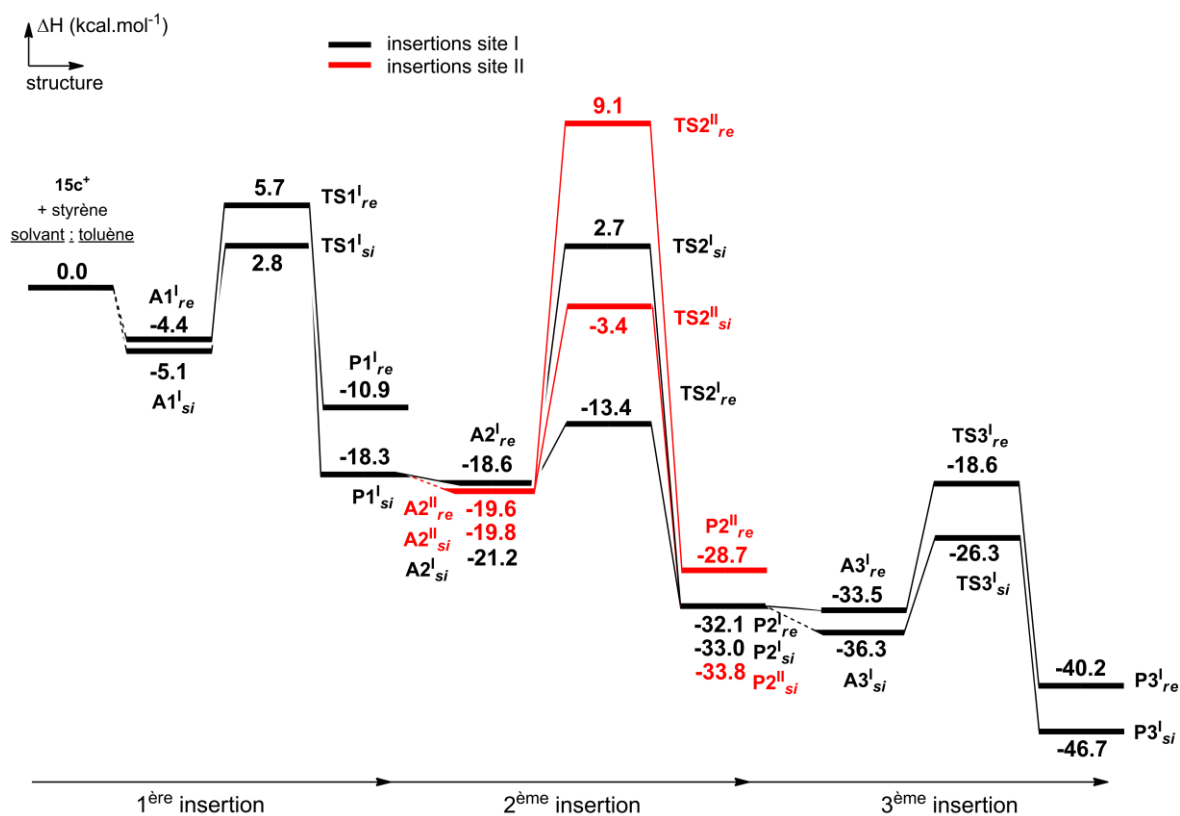 ΔH (kcal.mol⁻¹)
structure
insertions site I
insertions site II
15c⁺
+ styrène
solvant : toluène
0.0
A1ᴵre
-4.4
-5.1
A1ᴵsi
5.7
TS1ᴵre
TS1ᴵsi
2.8
P1ᴵre
-10.9
-18.3
P1ᴵsi
A2ᴵre
-18.6
A2ᴵᴵre -19.6
A2ᴵᴵsi -19.8
A2ᴵsi -21.2
9.1
TS2ᴵᴵre
2.7
TS2ᴵsi
-3.4
TS2ᴵᴵsi
TS2ᴵre
-13.4
P2ᴵᴵre
-28.7
-32.1 P2ᴵre
-33.0 P2ᴵsi
-33.8 P2ᴵᴵsi
A3ᴵre
-33.5
-36.3
A3ᴵsi
TS3ᴵre
-18.6
-26.3
TS3ᴵsi
-40.2 P3ᴵre
-46.7 P3ᴵsi
1ère insertion
2ème insertion
3ème insertion